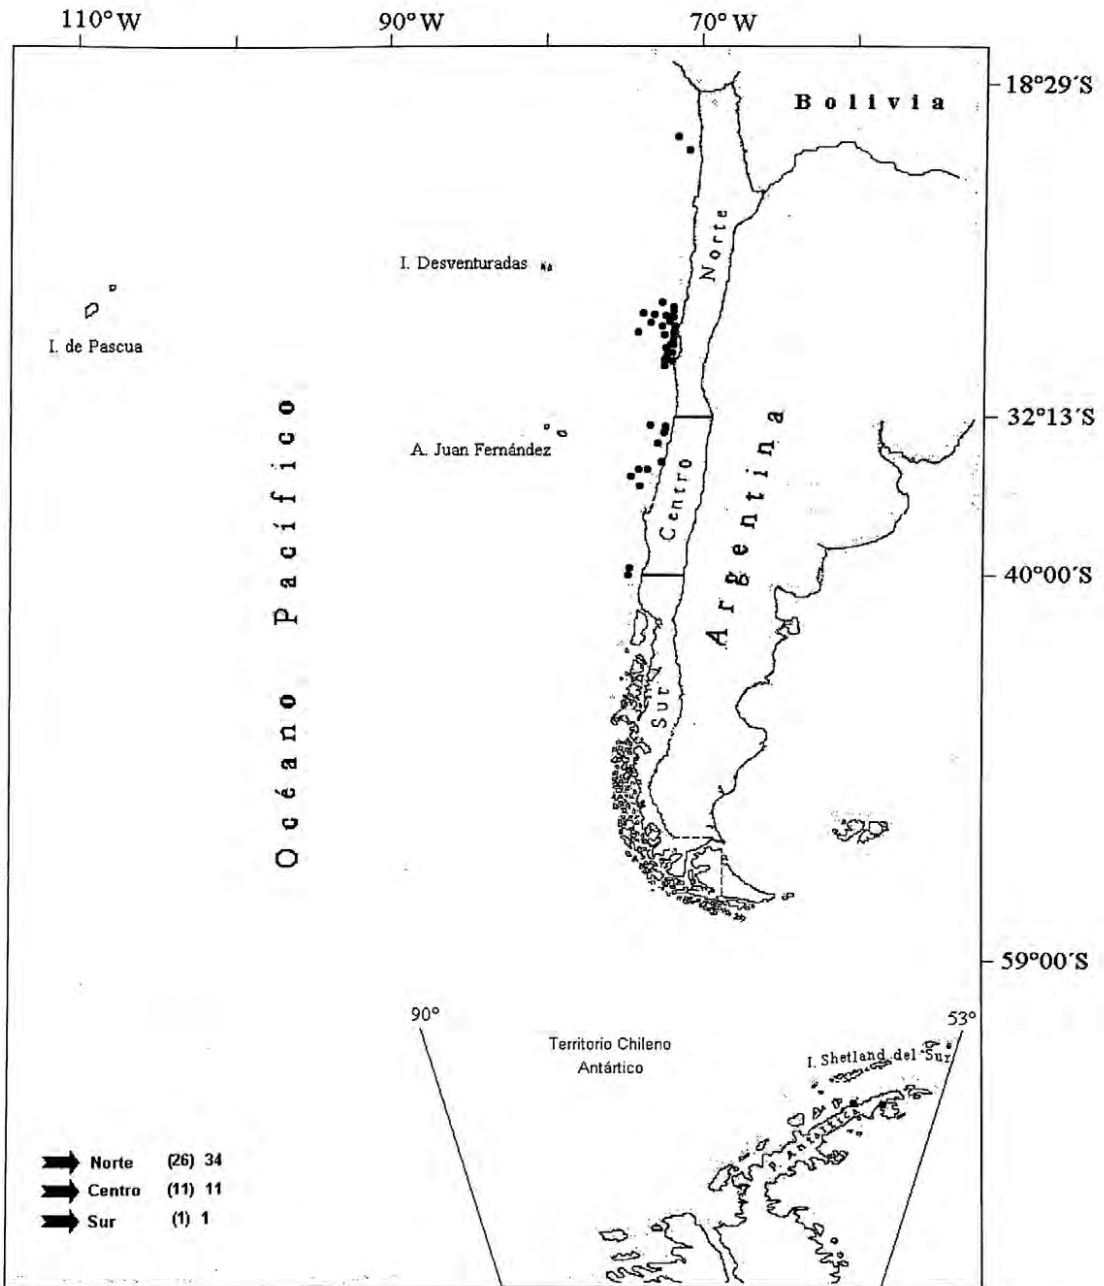 110°W 90°W 70°W
18°29´S
Bolivia
Norte
I. Desventuradas
I. de Pascua
32°13´S
A. Juan Fernández
Centro
Argentina
Océano Pacífico
40°00´S
Sur
59°00´S
90°
53°
Territorio Chileno
Antártico
I. Shetland del Sur
P. Antártica
Norte (26) 34
Centro (11) 11
Sur (1) 1